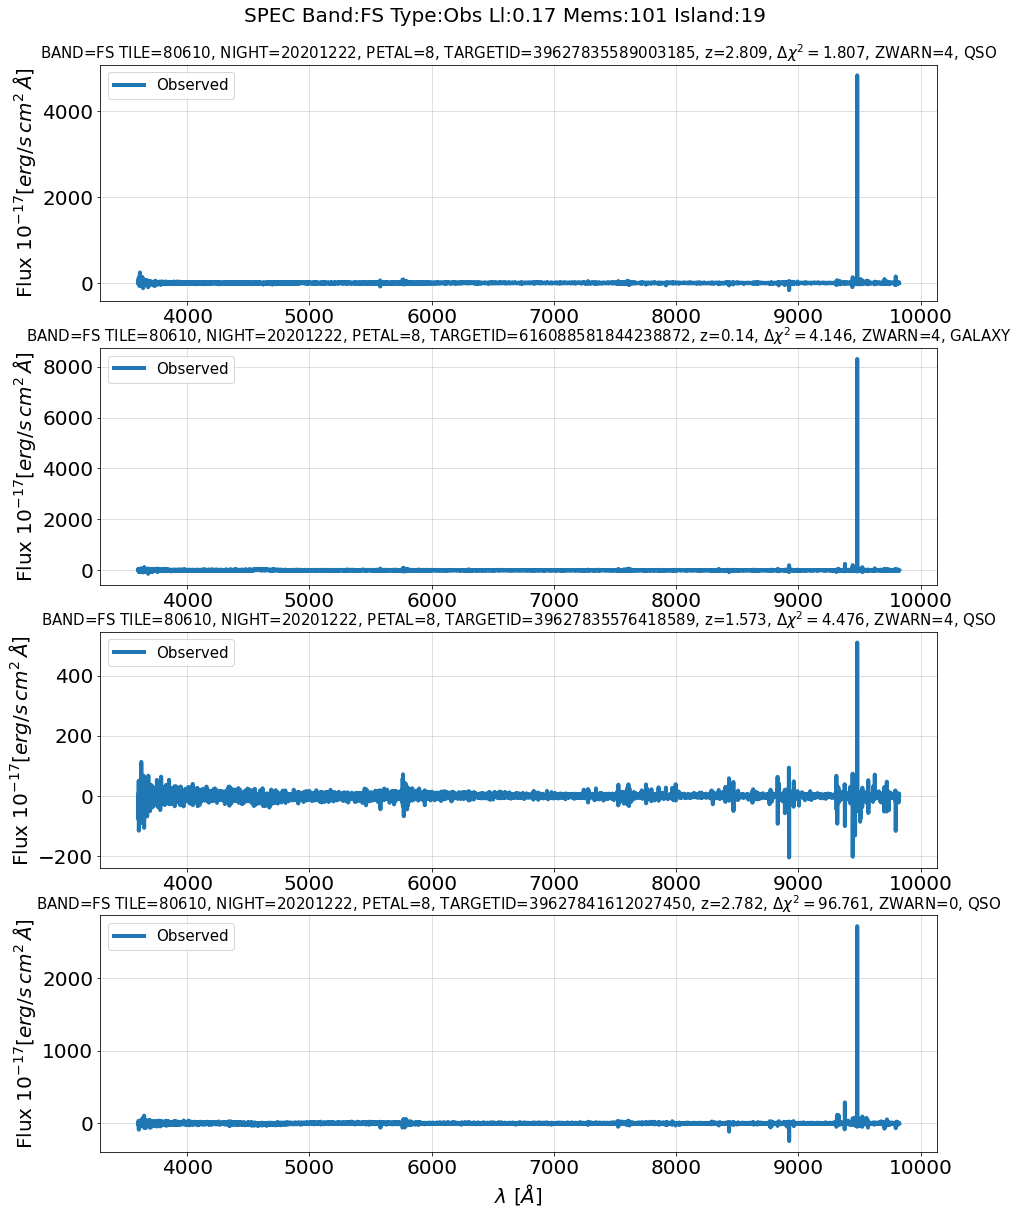 SPEC Band:FS Type:Obs Ll:0.17 Mems:101 Island:19
BAND=FS TILE=80610, NIGHT=20201222, PETAL=8, TARGETID=39627835589003185, z=2.809, Δχ² = 1.807, ZWARN=4, QSO
Observed
Flux 10⁻¹⁷[erg/s cm² Å]
4000
2000
0
4000 5000 6000 7000 8000 9000 10000
BAND=FS TILE=80610, NIGHT=20201222, PETAL=8, TARGETID=616088581844238872, z=0.14, Δχ² = 4.146, ZWARN=4, GALAXY
Observed
Flux 10⁻¹⁷[erg/s cm² Å]
8000
6000
4000
2000
0
4000 5000 6000 7000 8000 9000 10000
BAND=FS TILE=80610, NIGHT=20201222, PETAL=8, TARGETID=39627835576418589, z=1.573, Δχ² = 4.476, ZWARN=4, QSO
Observed
Flux 10⁻¹⁷[erg/s cm² Å]
400
200
0
−200
4000 5000 6000 7000 8000 9000 10000
BAND=FS TILE=80610, NIGHT=20201222, PETAL=8, TARGETID=39627841612027450, z=2.782, Δχ² = 96.761, ZWARN=0, QSO
Observed
Flux 10⁻¹⁷[erg/s cm² Å]
2000
1000
0
4000 5000 6000 7000 8000 9000 10000
λ [Å]